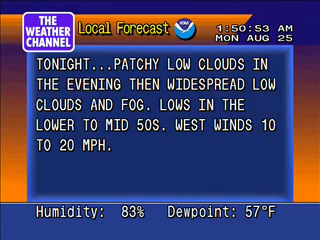 THE
WEATHER
CHANNEL
Local Forecast
1:50:53 AM
MON AUG 25
TONIGHT...PATCHY LOW CLOUDS IN
THE EVENING THEN WIDESPREAD LOW
CLOUDS AND FOG. LOWS IN THE
LOWER TO MID 50S. WEST WINDS 10
TO 20 MPH.
Humidity: 83% Dewpoint: 57°F